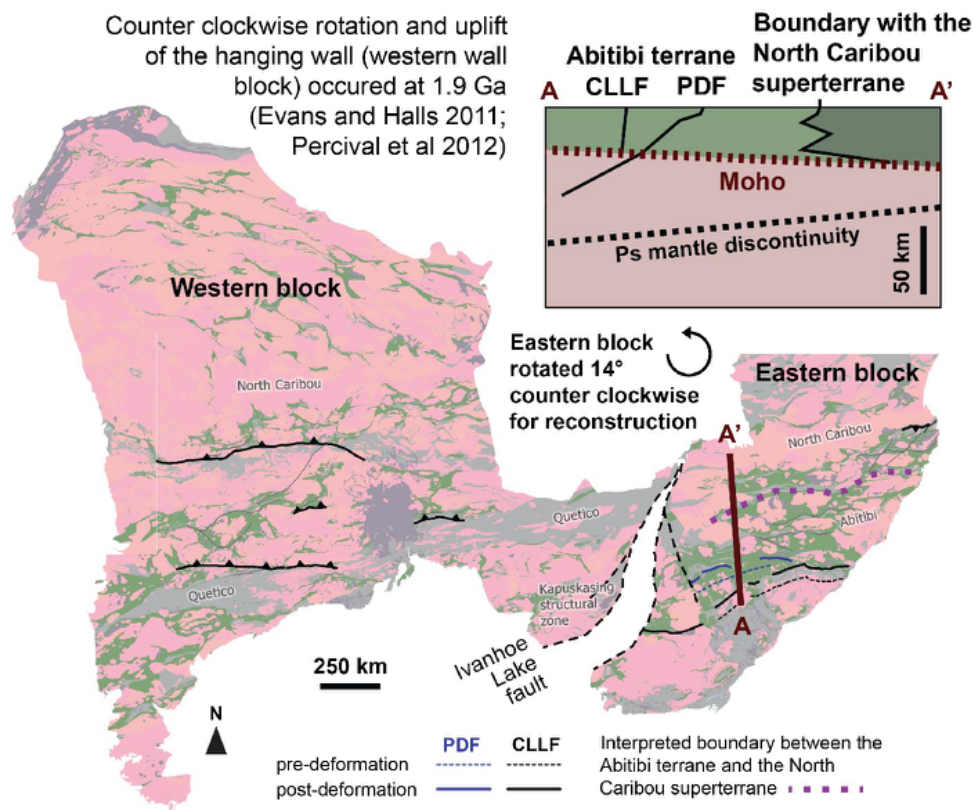 Counter clockwise rotation and uplift
of the hanging wall (western wall
block) occured at 1.9 Ga
(Evans and Halls 2011;
Percival et al 2012)
Boundary with the
North Caribou
superterrane
Abitibi terrane
CLLF PDF
A A'
Moho
Ps mantle discontinuity
50 km
Western block
North Caribou
Eastern block
rotated 14°
counter clockwise
for reconstruction
Eastern block
A'
North Caribou
Abitibi
Quetico
Quetico
Kapuskasing
structural
zone
A
Ivanhoe
Lake
fault
250 km
N
PDF CLLF
pre-deformation
post-deformation
Interpreted boundary between the
Abitibi terrane and the North
Caribou superterrane